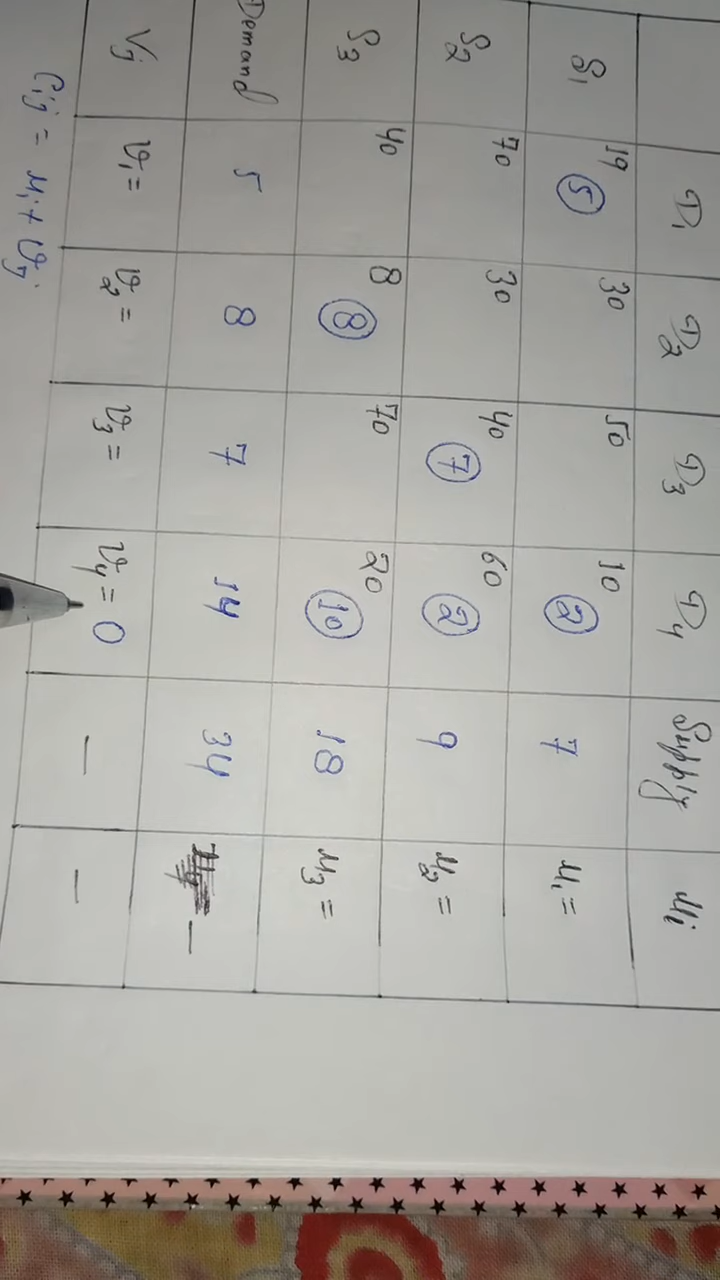 D₁ D₂ D₃ D₄ Supply uᵢ
S₁ 19 (5) 30 50 10 (2) 7 u₁ =
S₂ 70 30 40 (7) 60 (2) 9 u₂ =
S₃ 40 8 (8) 70 20 (10) 18 u₃ =
Demand 5 8 7 14 34 —
Vj v₁ = v₂ = v₃ = v₄ = 0 — —
Cij = uᵢ + vj